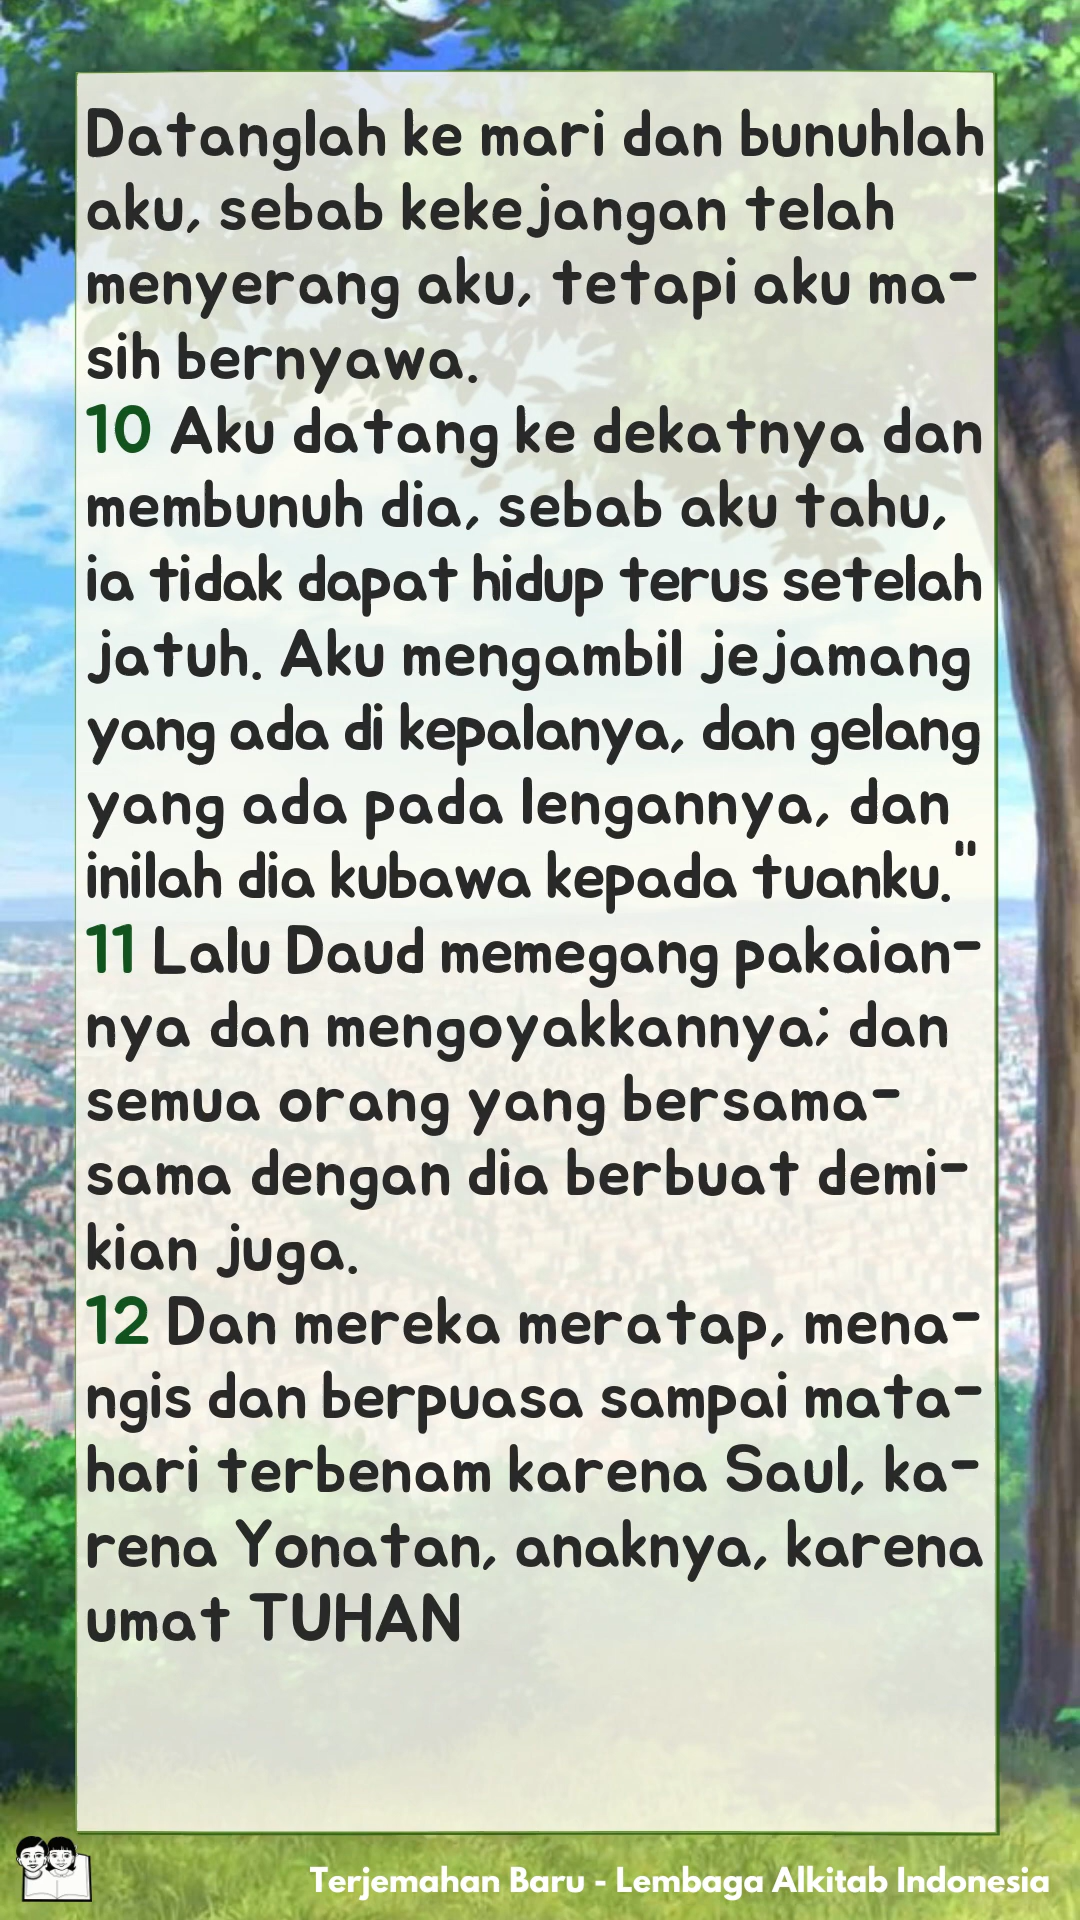 Datanglah ke mari dan bunuhlah
aku, sebab kekejangan telah
menyerang aku, tetapi aku ma-
sih bernyawa.
10 Aku datang ke dekatnya dan
membunuh dia, sebab aku tahu,
ia tidak dapat hidup terus setelah
jatuh. Aku mengambil jejamang
yang ada di kepalanya, dan gelang
yang ada pada lengannya, dan
inilah dia kubawa kepada tuanku."
11 Lalu Daud memegang pakaian-
nya dan mengoyakkannya; dan
semua orang yang bersama-
sama dengan dia berbuat demi-
kian juga.
12 Dan mereka meratap, mena-
ngis dan berpuasa sampai mata-
hari terbenam karena Saul, ka-
rena Yonatan, anaknya, karena
umat TUHAN
Terjemahan Baru - Lembaga Alkitab Indonesia